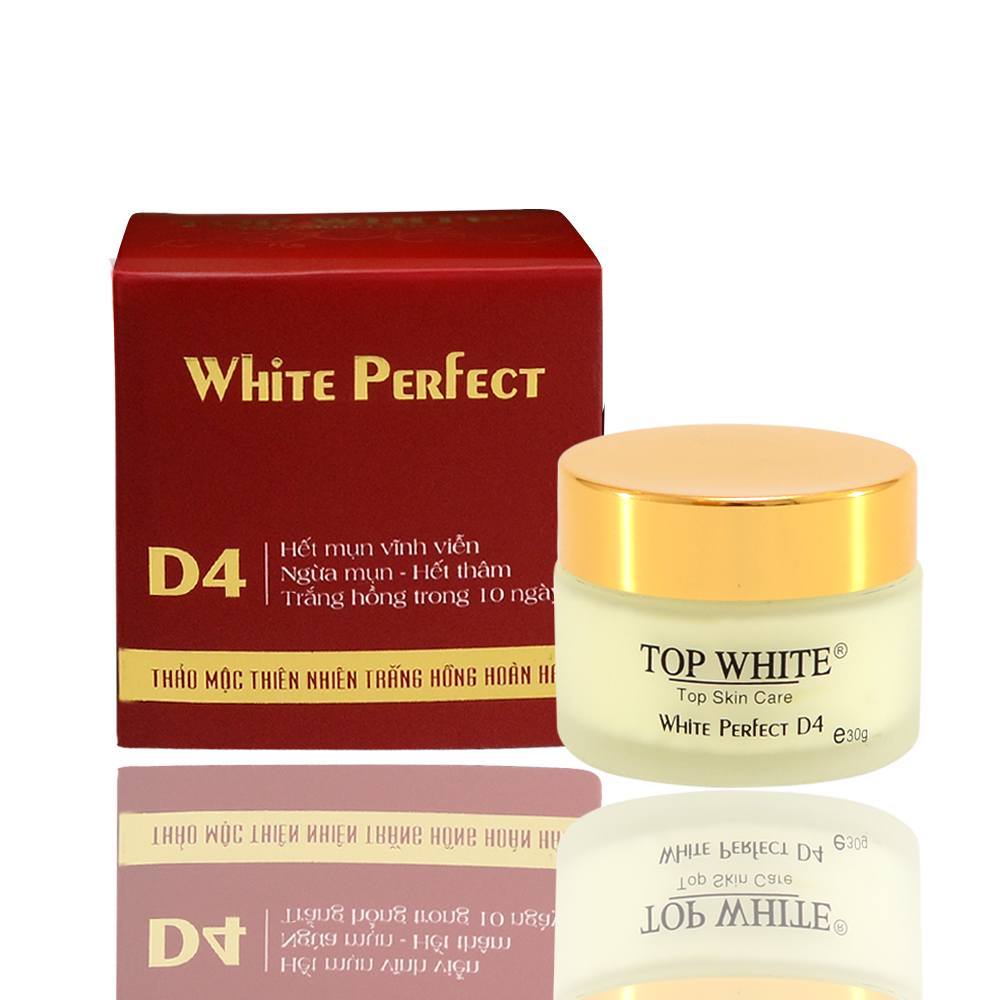 White Perfect
D4
Hết mụn vĩnh viễn
Ngừa mụn - Hết thâm
Trắng hồng trong 10 ngày
THẢO MỘC THIÊN NHIÊN TRẮNG HỒNG HOÀN
TOP WHITE®
Top Skin Care
White Perfect D4
e30g